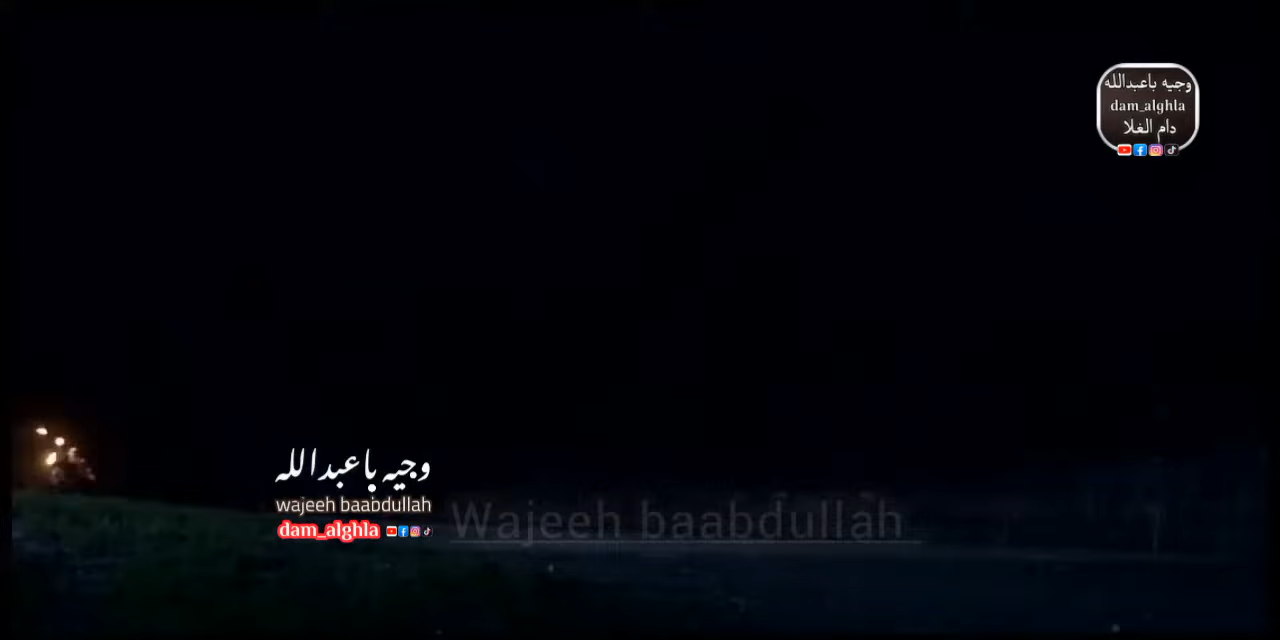 وجيه باعبدالله
dam_alghla
دام الغلا
وجيه باعبدالله
wajeeh baabdullah
dam_alghla
Wajeeh baabdullah